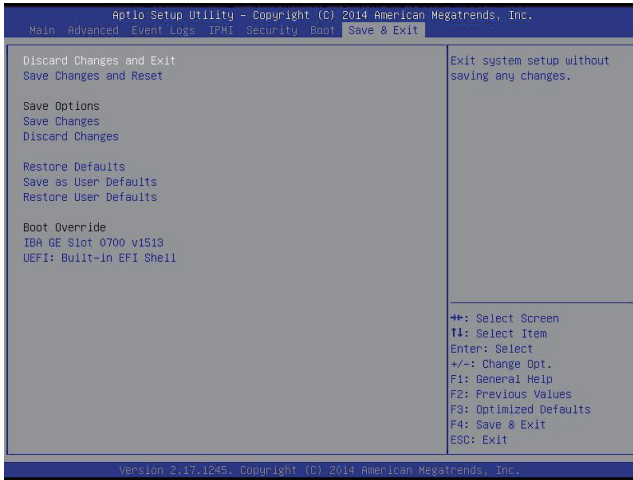 Aptio Setup Utility – Copyright (C) 2014 American Megatrends, Inc.
Main Advanced Event Logs IPMI Security Boot Save & Exit
Discard Changes and Exit
Save Changes and Reset
Save Options
Save Changes
Discard Changes
Restore Defaults
Save as User Defaults
Restore User Defaults
Boot Override
IBA GE Slot 0700 v1513
UEFI: Built-in EFI Shell
Exit system setup without
saving any changes.
→←: Select Screen
↑↓: Select Item
Enter: Select
+/-: Change Opt.
F1: General Help
F2: Previous Values
F3: Optimized Defaults
F4: Save & Exit
ESC: Exit
Version 2.17.1245. Copyright (C) 2014 American Megatrends, Inc.